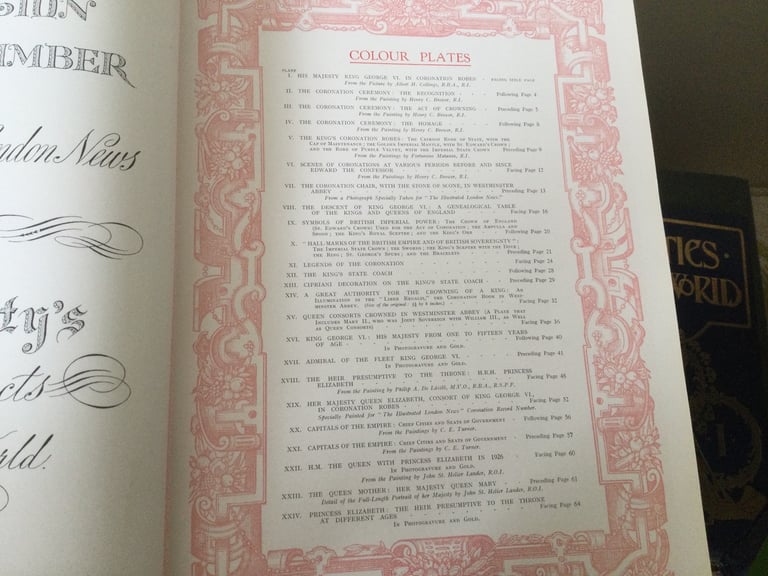 SION
UMBER
London News
ty's
cts
rld.
COLOUR PLATES
PLATE
I. HIS MAJESTY KING GEORGE VI. IN CORONATION ROBES - FACING TITLE PAGE
From the Picture by Albert H. Collings, R.B.A., R.I.
II. THE CORONATION CEREMONY: THE RECOGNITION - - - Following Page 4
From the Painting by Henry C. Brewer, R.I.
III. THE CORONATION CEREMONY: THE ACT OF CROWNING - Preceding Page 5
From the Painting by Henry C. Brewer, R.I.
IV. THE CORONATION CEREMONY: THE HOMAGE - - - Following Page 8
From the Painting by Henry C. Brewer, R.I.
V. THE KING'S CORONATION ROBES: THE CRIMSON ROBE OF STATE, WITH THE
CAP OF MAINTENANCE; THE GOLDEN IMPERIAL MANTLE, WITH ST. EDWARD'S CROWN;
AND THE ROBE OF PURPLE VELVET, WITH THE IMPERIAL STATE CROWN Preceding Page 9
From the Paintings by Fortunino Matania, R.I.
VI. SCENES OF CORONATIONS AT VARIOUS PERIODS BEFORE AND SINCE
EDWARD THE CONFESSOR - - - Facing Page 12
From the Paintings by Henry C. Brewer, R.I.
VII. THE CORONATION CHAIR, WITH THE STONE OF SCONE, IN WESTMINSTER
ABBEY - - - Preceding Page 13
From a Photograph Specially Taken for "The Illustrated London News."
VIII. THE DESCENT OF KING GEORGE VI.: A GENEALOGICAL TABLE
OF THE KINGS AND QUEENS OF ENGLAND - - - Facing Page 16
IX. SYMBOLS OF BRITISH IMPERIAL POWER: THE CROWN OF ENGLAND
(ST. EDWARD'S CROWN) USED FOR THE ACT OF CORONATION; THE AMPULLA AND
SPOON; THE KING'S ROYAL SCEPTRE; AND THE KING'S ORB - Following Page 20
X. "HALL-MARKS OF THE BRITISH EMPIRE AND OF BRITISH SOVEREIGNTY":
THE IMPERIAL STATE CROWN; THE SWORDS; THE KING'S SCEPTRE WITH THE DOVE;
THE RING; ST. GEORGE'S SPURS; AND THE BRACELETS - Preceding Page 21
XI. LEGENDS OF THE CORONATION - - - Facing Page 24
XII. THE KING'S STATE COACH - - - Following Page 28
XIII. CIPRIANI DECORATION ON THE KING'S STATE COACH - Preceding Page 29
XIV. A GREAT AUTHORITY FOR THE CROWNING OF A KING: AN
ILLUMINATION IN THE "LIBER REGALIS," THE CORONATION BOOK IN WEST-
MINSTER ABBEY. - Facing Page 32
XV. QUEEN CONSORTS CROWNED IN WESTMINSTER ABBEY (A PLATE THAT
INCLUDES MARY II., WHO WAS JOINT SOVEREIGN WITH WILLIAM III., AS WELL
AS QUEEN CONSORTS) - - - Facing Page 36
XVI. KING GEORGE VI.: HIS MAJESTY FROM ONE TO FIFTEEN YEARS
OF AGE - - - Following Page 40
IN PHOTOGRAVURE AND GOLD.
XVII. ADMIRAL OF THE FLEET KING GEORGE VI. - - - Preceding Page 41
XVIII. THE HEIR PRESUMPTIVE TO THE THRONE: H.R.H. PRINCESS
ELIZABETH - - - Facing Page 48
From the Painting by Philip A. De László, M.V.O., R.B.A., R.S.P.P.
XIX. HER MAJESTY QUEEN ELIZABETH, CONSORT OF KING GEORGE VI.,
IN CORONATION ROBES - - - Facing Page 52
Specially Painted for "The Illustrated London News" Coronation Record Number.
XX. CAPITALS OF THE EMPIRE: CHIEF CITIES AND SEATS OF GOVERNMENT - Following Page 56
From the Paintings by C. E. Turner.
XXI. CAPITALS OF THE EMPIRE: CHIEF CITIES AND SEATS OF GOVERNMENT - Preceding Page 57
From the Paintings by C. E. Turner.
XXII. H.M. THE QUEEN WITH PRINCESS ELIZABETH IN 1926 - Facing Page 60
IN PHOTOGRAVURE AND GOLD.
From the Painting by John St. Helier Lander, R.O.I.
XXIII. THE QUEEN MOTHER: HER MAJESTY QUEEN MARY - Preceding Page 61
Detail of the Full-Length Portrait of her Majesty by John St. Helier Lander, R.O.I.
XXIV. PRINCESS ELIZABETH: THE HEIR PRESUMPTIVE TO THE THRONE
AT DIFFERENT AGES - - - Facing Page 64
IN PHOTOGRAVURE AND GOLD.
TIES
WORLD